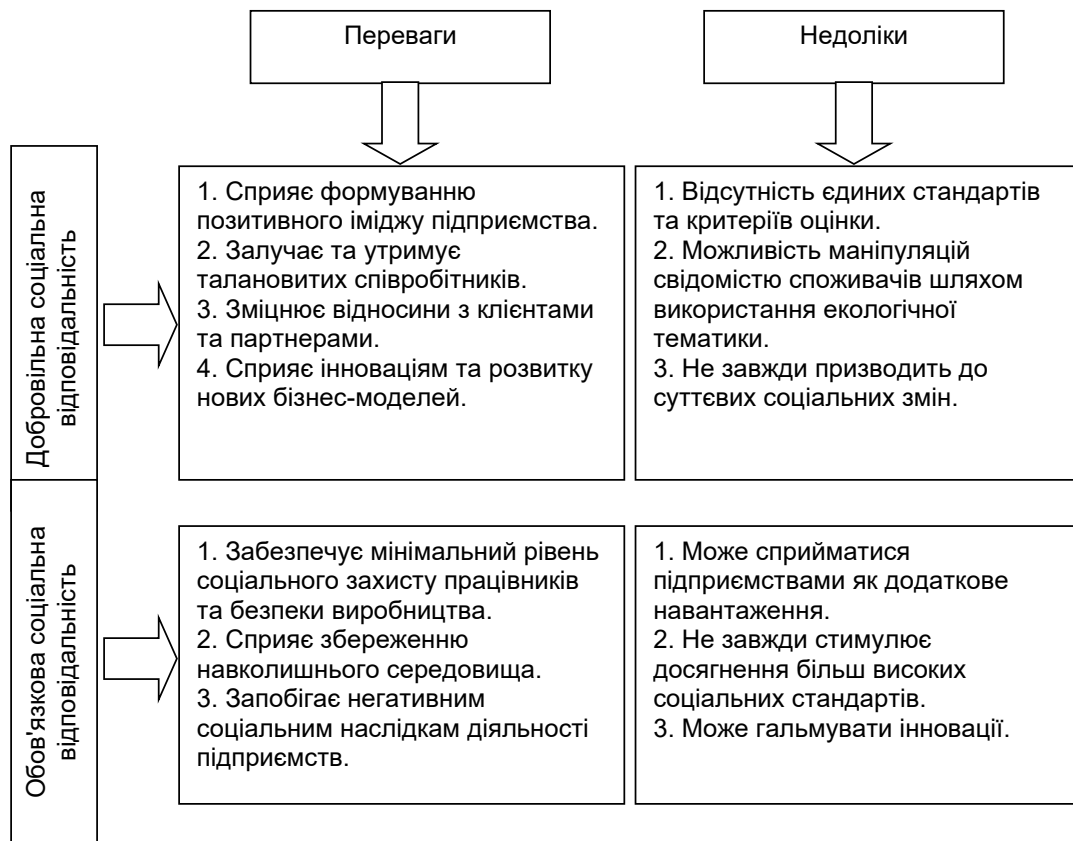 Переваги
Недоліки
Добровільна соціальна
відповідальність
1. Сприяє формуванню
позитивного іміджу підприємства.
2. Залучає та утримує
талановитих співробітників.
3. Зміцнює відносини з клієнтами
та партнерами.
4. Сприяє інноваціям та розвитку
нових бізнес-моделей.
1. Відсутність єдиних стандартів
та критеріїв оцінки.
2. Можливість маніпуляцій
свідомістю споживачів шляхом
використання екологічної
тематики.
3. Не завжди призводить до
суттєвих соціальних змін.
Обов'язкова соціальна
відповідальність
1. Забезпечує мінімальний рівень
соціального захисту працівників
та безпеки виробництва.
2. Сприяє збереженню
навколишнього середовища.
3. Запобігає негативним
соціальним наслідкам діяльності
підприємств.
1. Може сприйматися
підприємствами як додаткове
навантаження.
2. Не завжди стимулює
досягнення більш високих
соціальних стандартів.
3. Може гальмувати інновації.